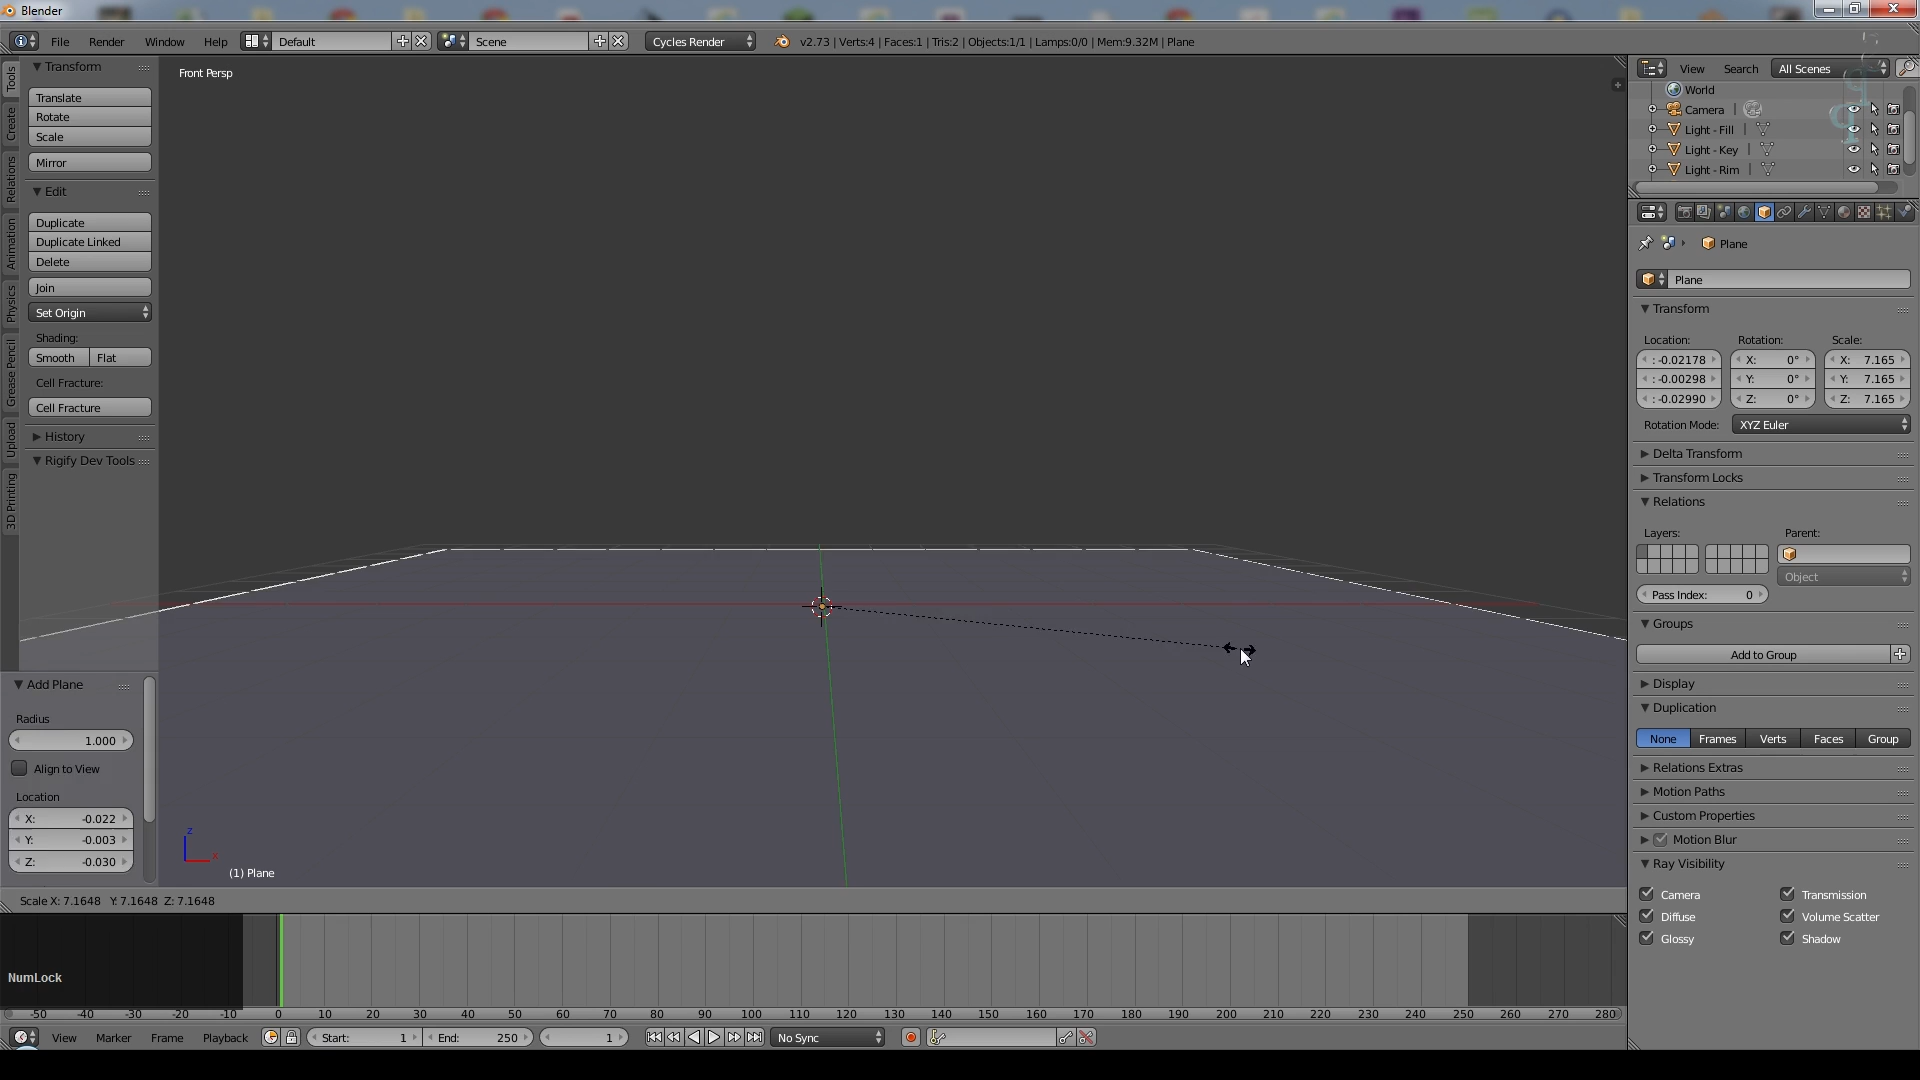 Blender
File Render Window Help Default Scene Cycles Render v2.73 | Verts:4 | Faces:1 | Tris:2 | Objects:1/1 | Lamps:0/0 | Mem:9.32M | Plane
Tools
Create
Relations
Animation
Physics
Grease Pencil
Upload
3D Printing
Transform
Translate
Rotate
Scale
Mirror
Edit
Duplicate
Duplicate Linked
Delete
Join
Set Origin
Shading:
Smooth Flat
Cell Fracture:
Cell Fracture
History
Rigify Dev Tools
Add Plane
Radius
1.000
Align to View
Location
X: -0.022
Y: -0.003
Z: -0.030
Front Persp
z
x
(1) Plane
Scale X: 7.1648 Y: 7.1648 Z: 7.1648
NumLock
-50 -40 -30 -20 -10 0 10 20 30 40 50 60 70 80 90 100 110 120 130 140 150 160 170 180 190 200 210 220 230 240 250 260 270 280
View Marker Frame Playback Start: 1 End: 250 1 No Sync
View Search All Scenes
World
Camera
Light - Fill
Light - Key
Light - Rim
Plane
Plane
Transform
Location: Rotation: Scale:
: -0.02178 X: 0° X: 7.165
: -0.00298 Y: 0° Y: 7.165
: -0.02990 Z: 0° Z: 7.165
Rotation Mode: XYZ Euler
Delta Transform
Transform Locks
Relations
Layers: Parent:
Object
Pass Index: 0
Groups
Add to Group
Display
Duplication
None Frames Verts Faces Group
Relations Extras
Motion Paths
Custom Properties
Motion Blur
Ray Visibility
Camera Transmission
Diffuse Volume Scatter
Glossy Shadow